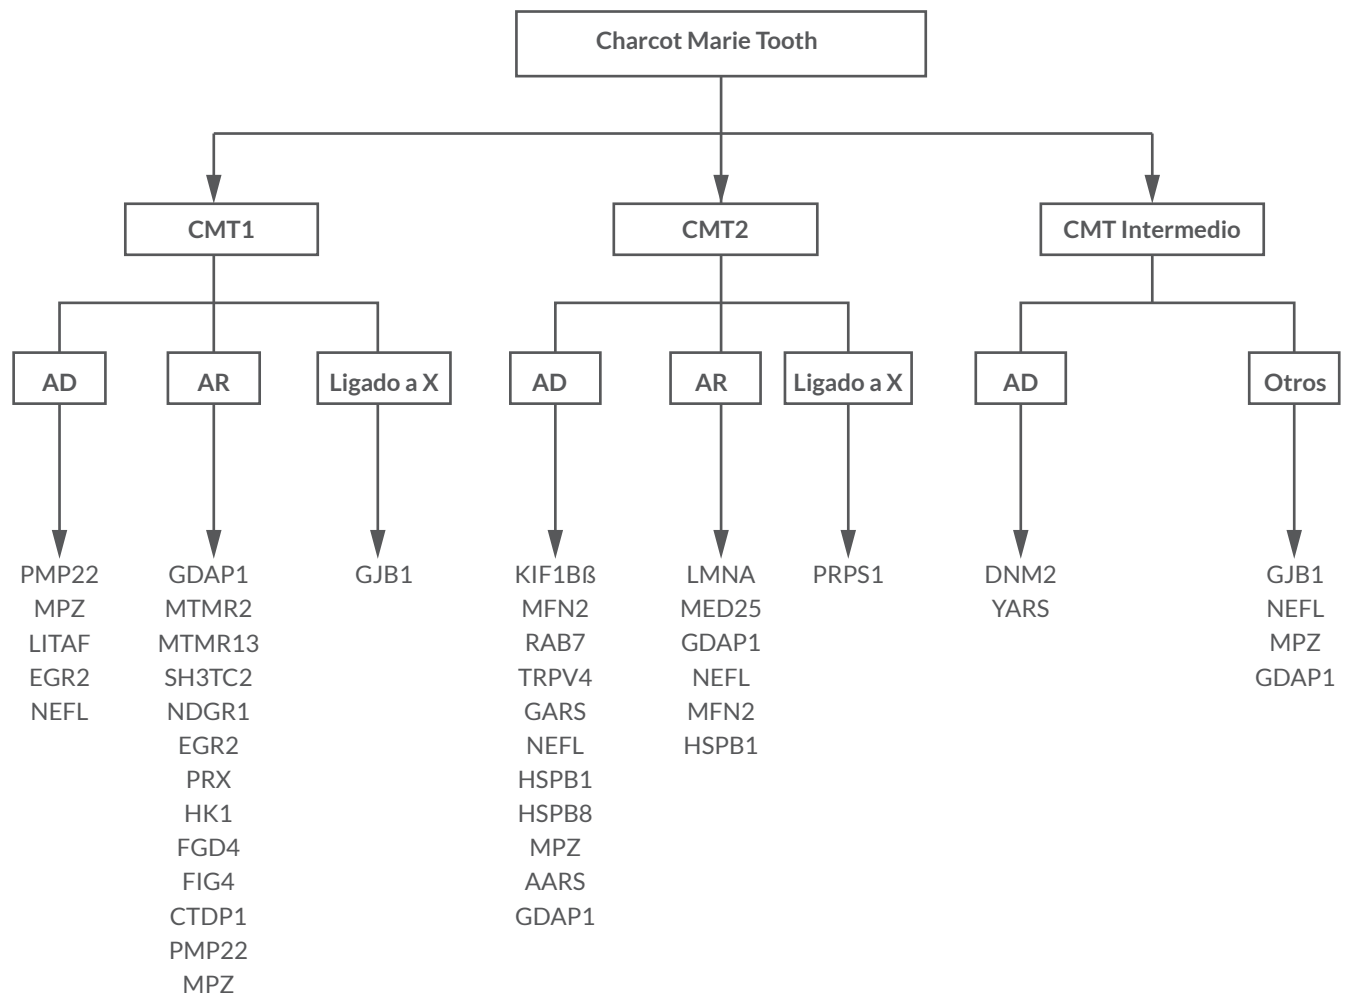 Charcot Marie Tooth
CMT1
CMT2
CMT Intermedio
AD
AR
Ligado a X
AD
AR
Ligado a X
AD
Otros
PMP22
MPZ
LITAF
EGR2
NEFL
GDAP1
MTMR2
MTMR13
SH3TC2
NDGR1
EGR2
PRX
HK1
FGD4
FIG4
CTDP1
PMP22
MPZ
GJB1
KIF1Bß
MFN2
RAB7
TRPV4
GARS
NEFL
HSPB1
HSPB8
MPZ
AARS
GDAP1
LMNA
MED25
GDAP1
NEFL
MFN2
HSPB1
PRPS1
DNM2
YARS
GJB1
NEFL
MPZ
GDAP1